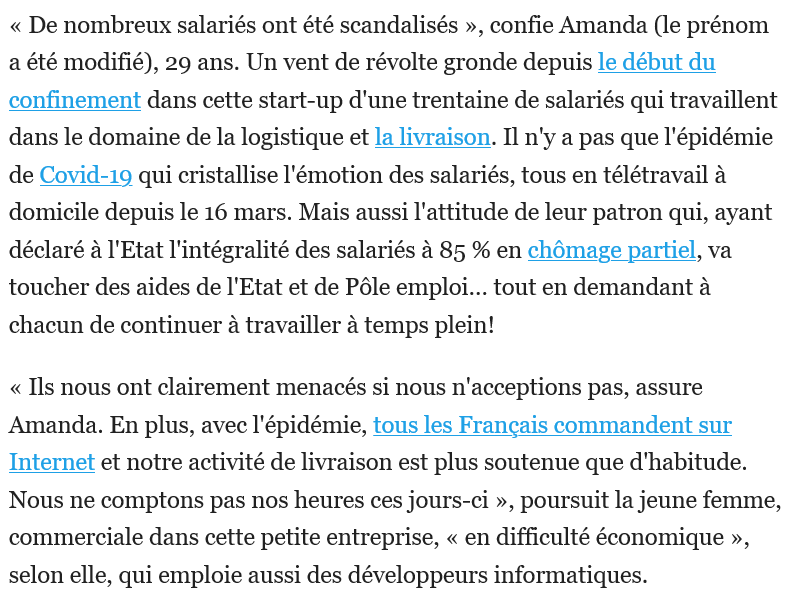 « De nombreux salariés ont été scandalisés », confie Amanda (le prénom
a été modifié), 29 ans. Un vent de révolte gronde depuis le début du
confinement dans cette start-up d'une trentaine de salariés qui travaillent
dans le domaine de la logistique et la livraison. Il n'y a pas que l'épidémie
de Covid-19 qui cristallise l'émotion des salariés, tous en télétravail à
domicile depuis le 16 mars. Mais aussi l'attitude de leur patron qui, ayant
déclaré à l'Etat l'intégralité des salariés à 85 % en chômage partiel, va
toucher des aides de l'Etat et de Pôle emploi... tout en demandant à
chacun de continuer à travailler à temps plein!
« Ils nous ont clairement menacés si nous n'acceptions pas, assure
Amanda. En plus, avec l'épidémie, tous les Français commandent sur
Internet et notre activité de livraison est plus soutenue que d'habitude.
Nous ne comptons pas nos heures ces jours-ci », poursuit la jeune femme,
commerciale dans cette petite entreprise, « en difficulté économique »,
selon elle, qui emploie aussi des développeurs informatiques.